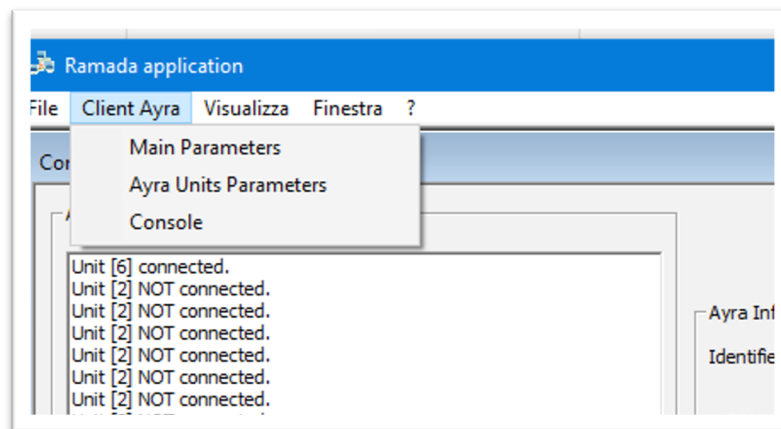 Ramada application
File Client Ayra Visualizza Finestra ?
Main Parameters
Ayra Units Parameters
Console
Unit [6] connected.
Unit [2] NOT connected.
Unit [2] NOT connected.
Unit [2] NOT connected.
Unit [2] NOT connected.
Unit [2] NOT connected.
Unit [2] NOT connected.
Ayra Inf
Identifie